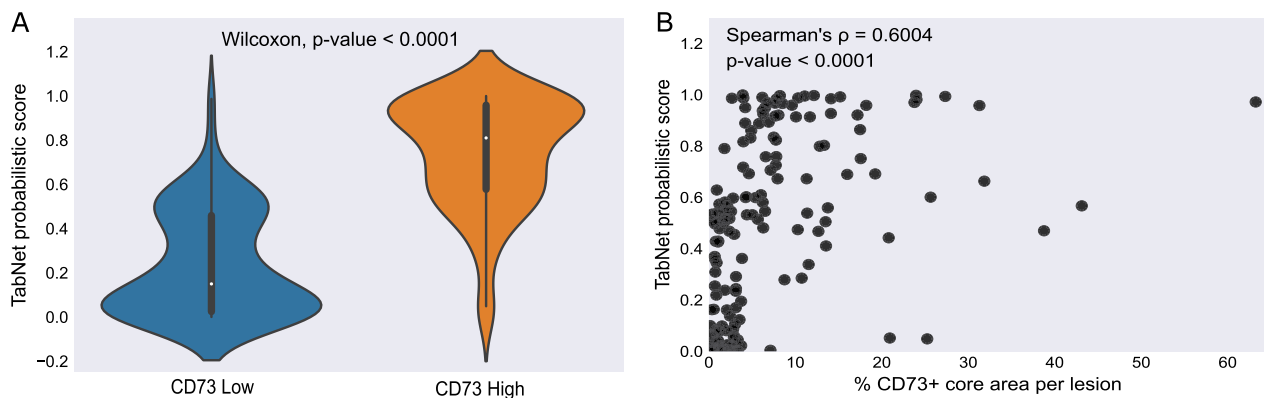 A
Wilcoxon, p-value < 0.0001
TabNet probabilistic score
1.2
1.0
0.8
0.6
0.4
0.2
0.0
−0.2
CD73 Low
CD73 High
B
Spearman's ρ = 0.6004
p-value < 0.0001
TabNet probabilistic score
1.2
1.0
0.8
0.6
0.4
0.2
0.0
0 10 20 30 40 50 60
% CD73+ core area per lesion